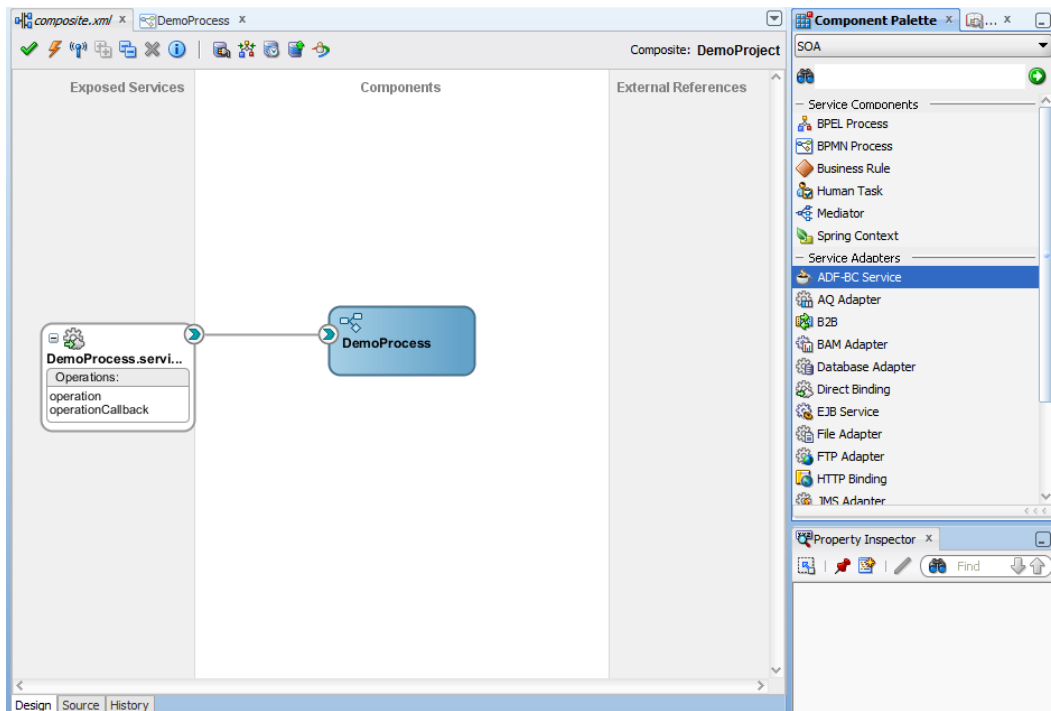 composite.xml x
DemoProcess x
Composite: DemoProject
Exposed Services
Components
External References
DemoProcess.servi...
Operations:
operation
operationCallback
DemoProcess
Design
Source
History
Component Palette x
... x
SOA
Service Components
BPEL Process
BPMN Process
Business Rule
Human Task
Mediator
Spring Context
Service Adapters
ADF-BC Service
AQ Adapter
B2B
BAM Adapter
Database Adapter
Direct Binding
EJB Service
File Adapter
FTP Adapter
HTTP Binding
JMS Adapter
Property Inspector x
Find